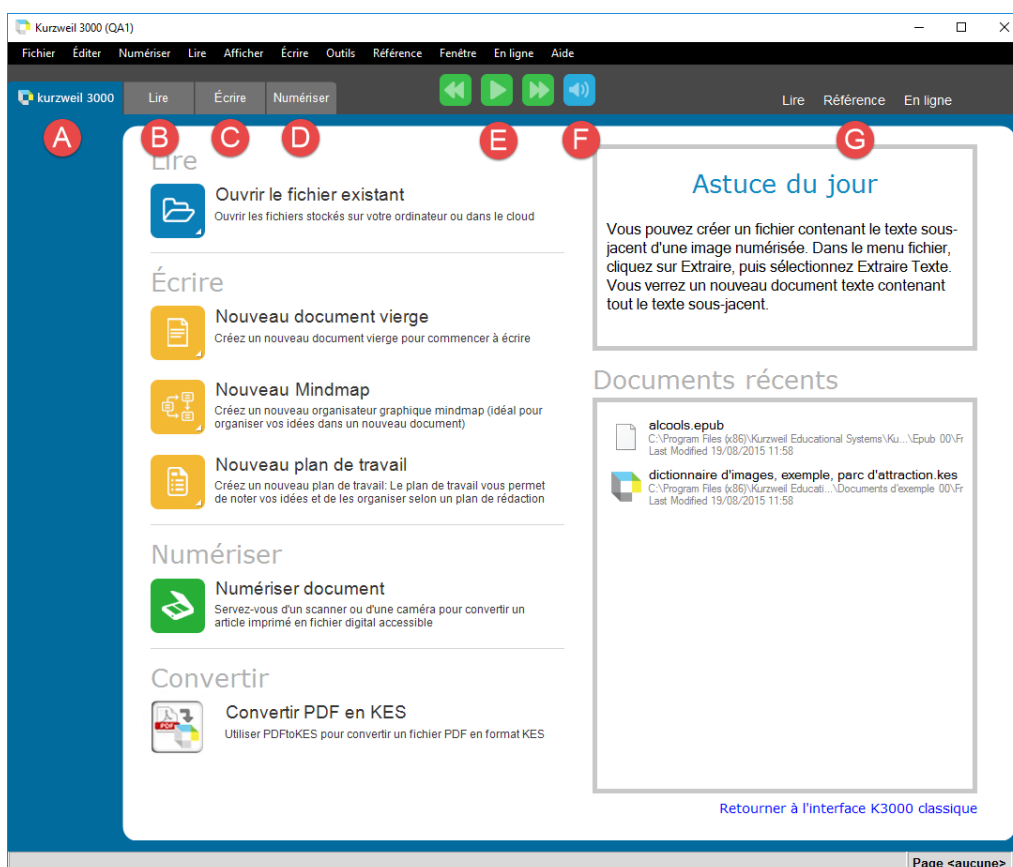 Kurzweil 3000 (QA1)
Fichier Éditer Numériser Lire Afficher Écrire Outils Référence Fenêtre En ligne Aide
kurzweil 3000 Lire Écrire Numériser
Lire Référence En ligne
A B C D E F G
Lire
Ouvrir le fichier existant
Ouvrir les fichiers stockés sur votre ordinateur ou dans le cloud
Écrire
Nouveau document vierge
Créez un nouveau document vierge pour commencer à écrire
Nouveau Mindmap
Créez un nouveau organisateur graphique mindmap (idéal pour
organiser vos idées dans un nouveau document)
Nouveau plan de travail
Créez un nouveau plan de travail: Le plan de travail vous permet
de noter vos idées et de les organiser selon un plan de rédaction
Numériser
Numériser document
Servez-vous d'un scanner ou d'une caméra pour convertir un
article imprimé en fichier digital accessible
Convertir
PDF
Convertir PDF en KES
Utiliser PDFtoKES pour convertir un fichier PDF en format KES
Astuce du jour
Vous pouvez créer un fichier contenant le texte sous-
jacent d'une image numérisée. Dans le menu fichier,
cliquez sur Extraire, puis sélectionnez Extraire Texte.
Vous verrez un nouveau document texte contenant
tout le texte sous-jacent.
Documents récents
alcools.epub
C:\Program Files (x86)\Kurzweil Educational Systems\Ku...\Epub 00\Fr
Last Modified 19/08/2015 11:58
dictionnaire d'images, exemple, parc d'attraction.kes
C:\Program Files (x86)\Kurzweil Educati...\Documents d'exemple 00\Fr
Last Modified 19/08/2015 11:58
Retourner à l'interface K3000 classique
Page <aucune>